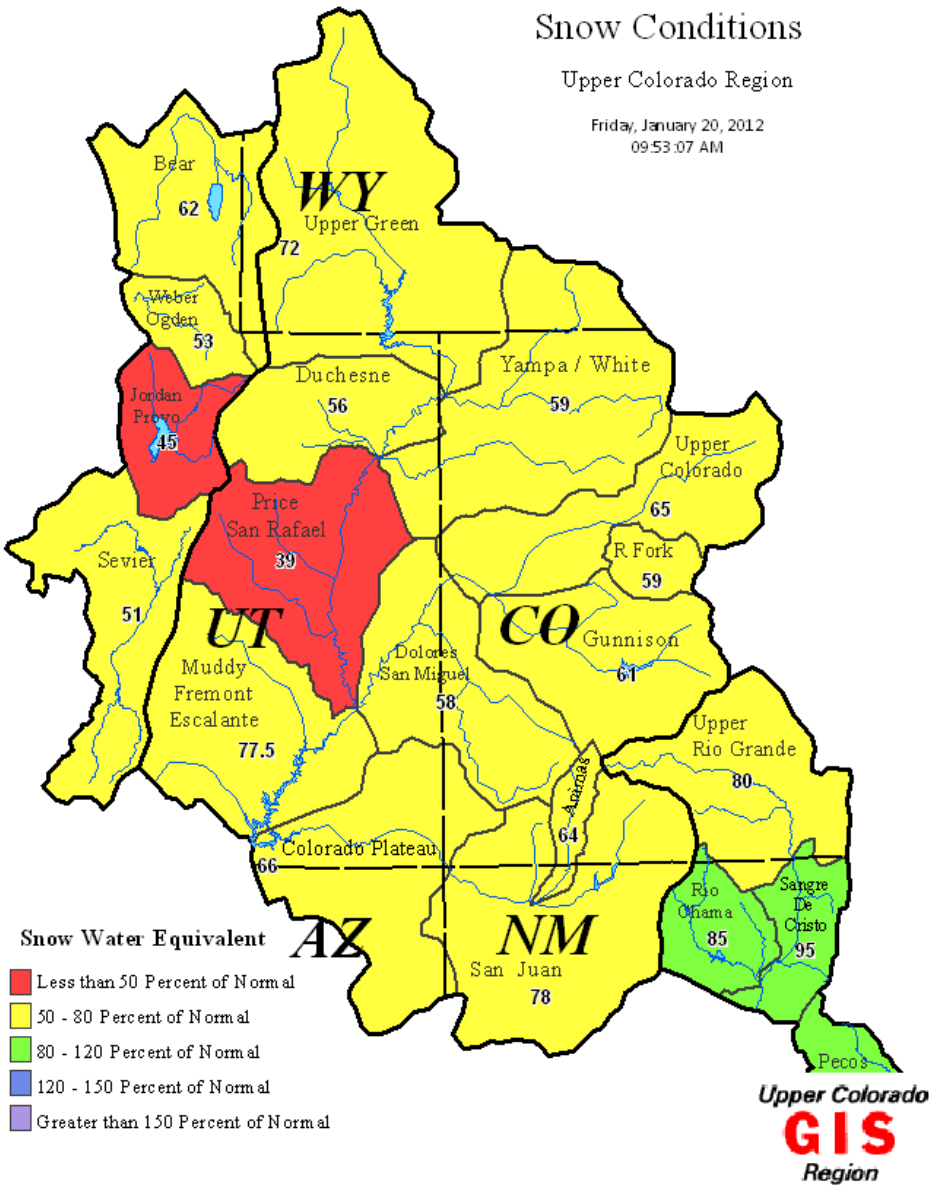 Snow Conditions
Upper Colorado Region
Friday, January 20, 2012
09:53:07 AM
Bear
62
WY
Upper Green
72
Weber
Ogden
53
Duchesne
56
Yampa / White
59
Jordan
Provo
45
Upper
Colorado
65
Price
San Rafael
39
R Fork
59
Sevier
51
UT
CO
Gunnison
61
Muddy
Fremont
Escalante
77.5
Dolores
San Miguel
58
Upper
Rio Grande
80
Animas
64
Colorado Plateau
66
Rio
Chama
85
Sangre
De
Cristo
95
AZ
NM
San Juan
78
Pecos
Snow Water Equivalent
Less than 50 Percent of Normal
50 - 80 Percent of Normal
80 - 120 Percent of Normal
120 - 150 Percent of Normal
Greater than 150 Percent of Normal
Upper Colorado
GIS
Region